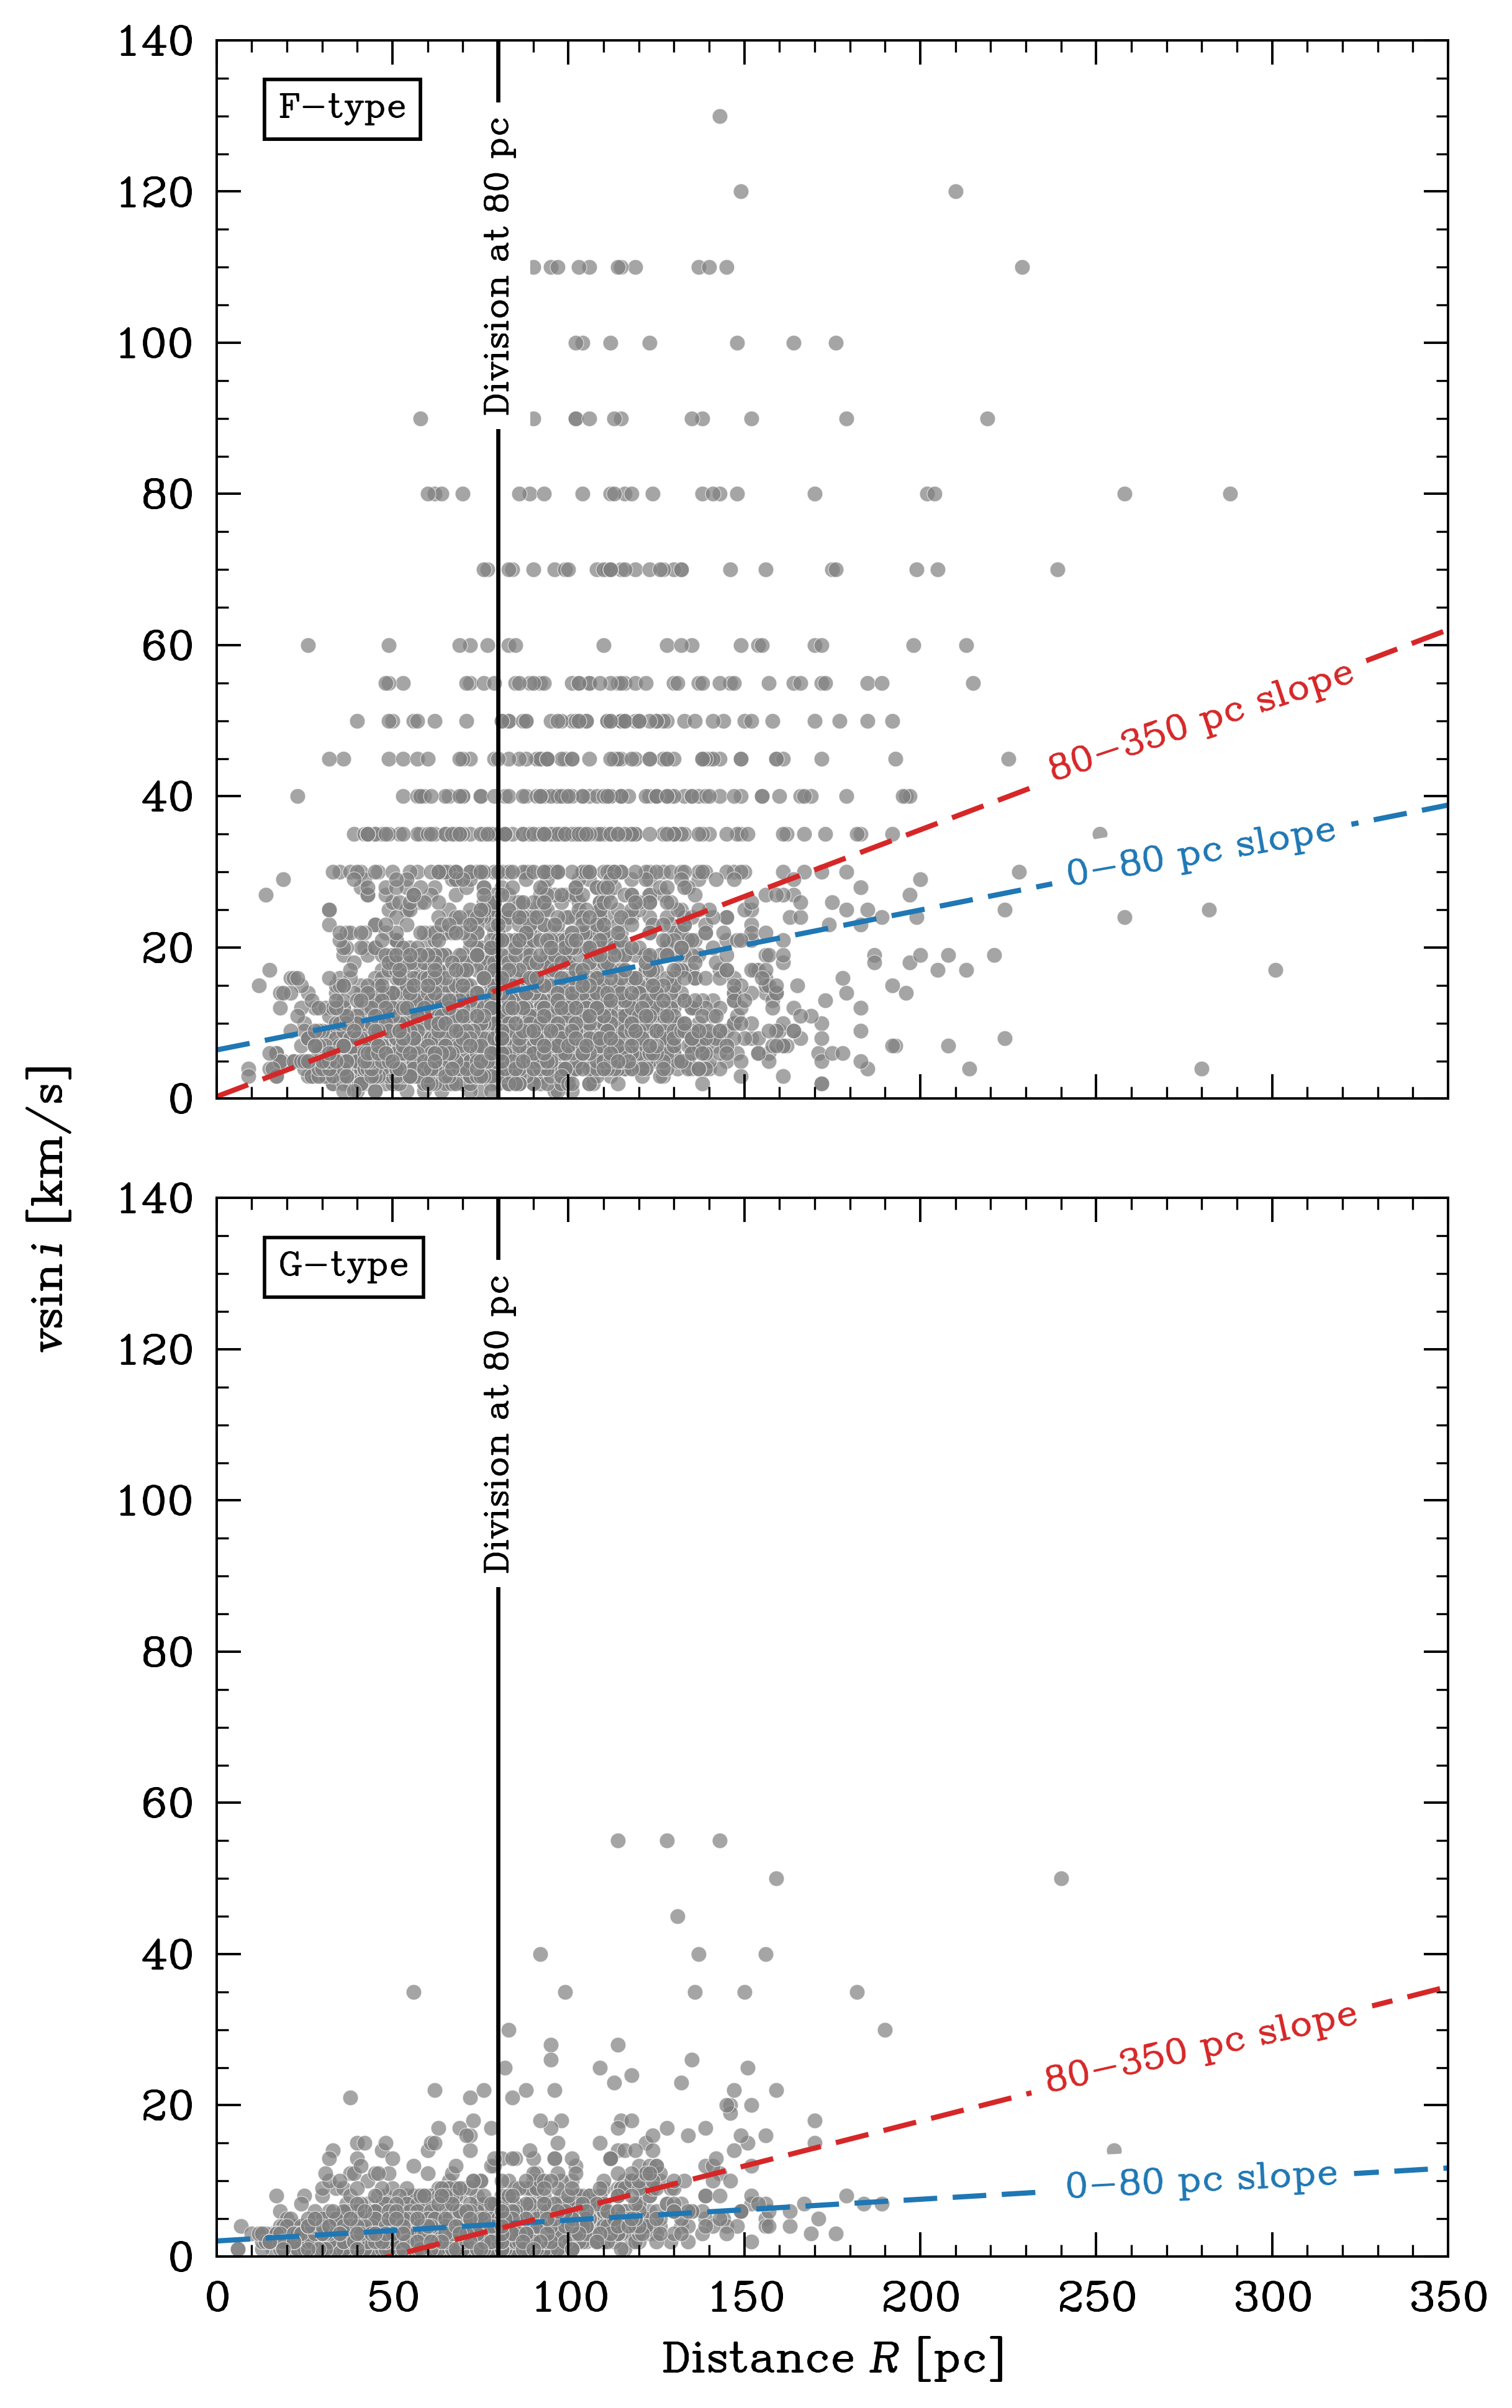 140
120
100
80
60
40
20
0
F−type
Division at 80 pc
80−350 pc slope
0−80 pc slope
vsin i [km/s]
140
120
100
80
60
40
20
0
G−type
Division at 80 pc
80−350 pc slope
0−80 pc slope
0 50 100 150 200 250 300 350
Distance R [pc]